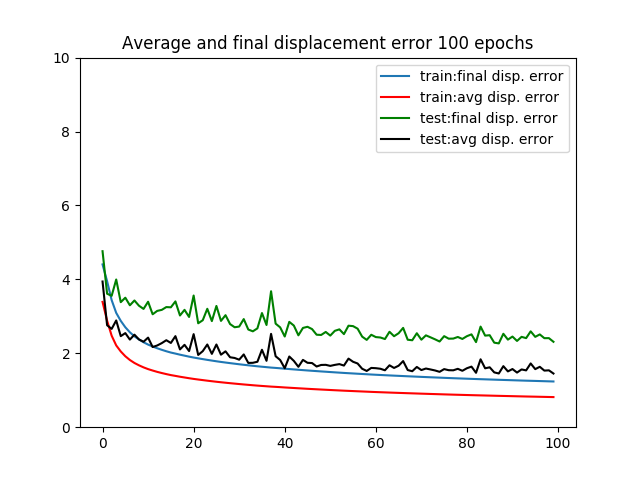 Average and final displacement error 100 epochs
10
8
6
4
2
0
train:final disp. error
train:avg disp. error
test:final disp. error
test:avg disp. error
0 20 40 60 80 100